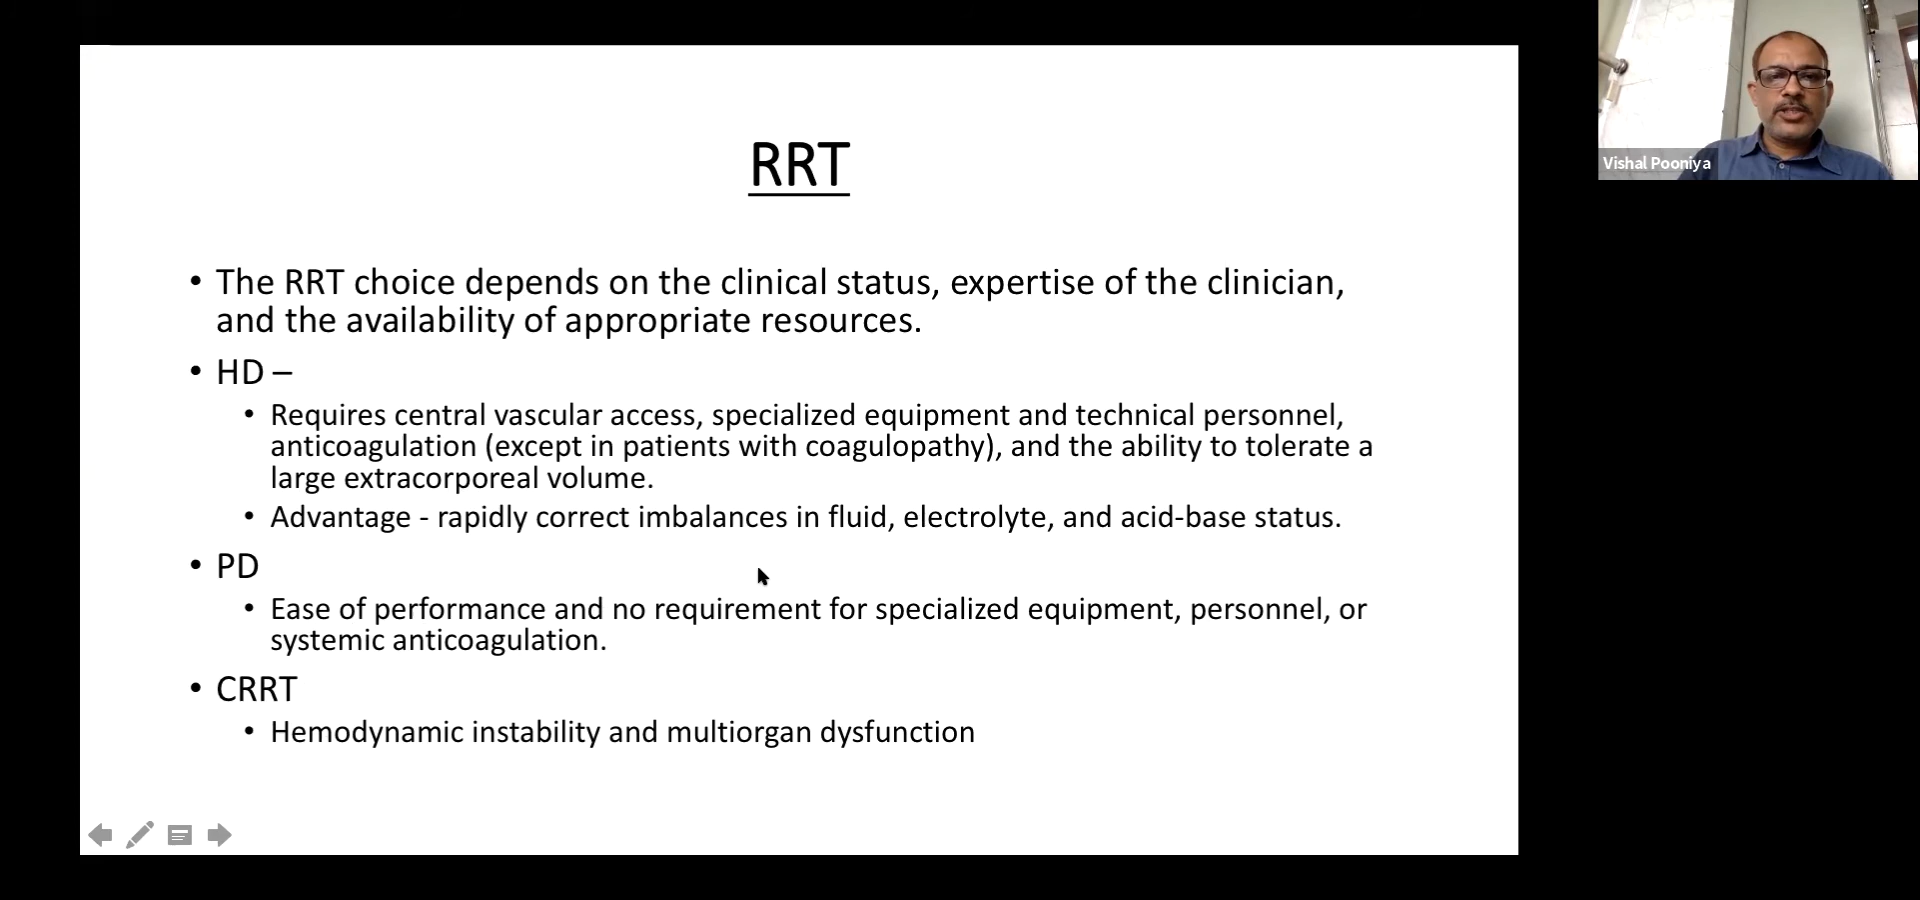 RRT
Vishal Pooniya
• The RRT choice depends on the clinical status, expertise of the clinician,
and the availability of appropriate resources.
• HD –
• Requires central vascular access, specialized equipment and technical personnel,
anticoagulation (except in patients with coagulopathy), and the ability to tolerate a
large extracorporeal volume.
• Advantage - rapidly correct imbalances in fluid, electrolyte, and acid-base status.
• PD
• Ease of performance and no requirement for specialized equipment, personnel, or
systemic anticoagulation.
• CRRT
• Hemodynamic instability and multiorgan dysfunction